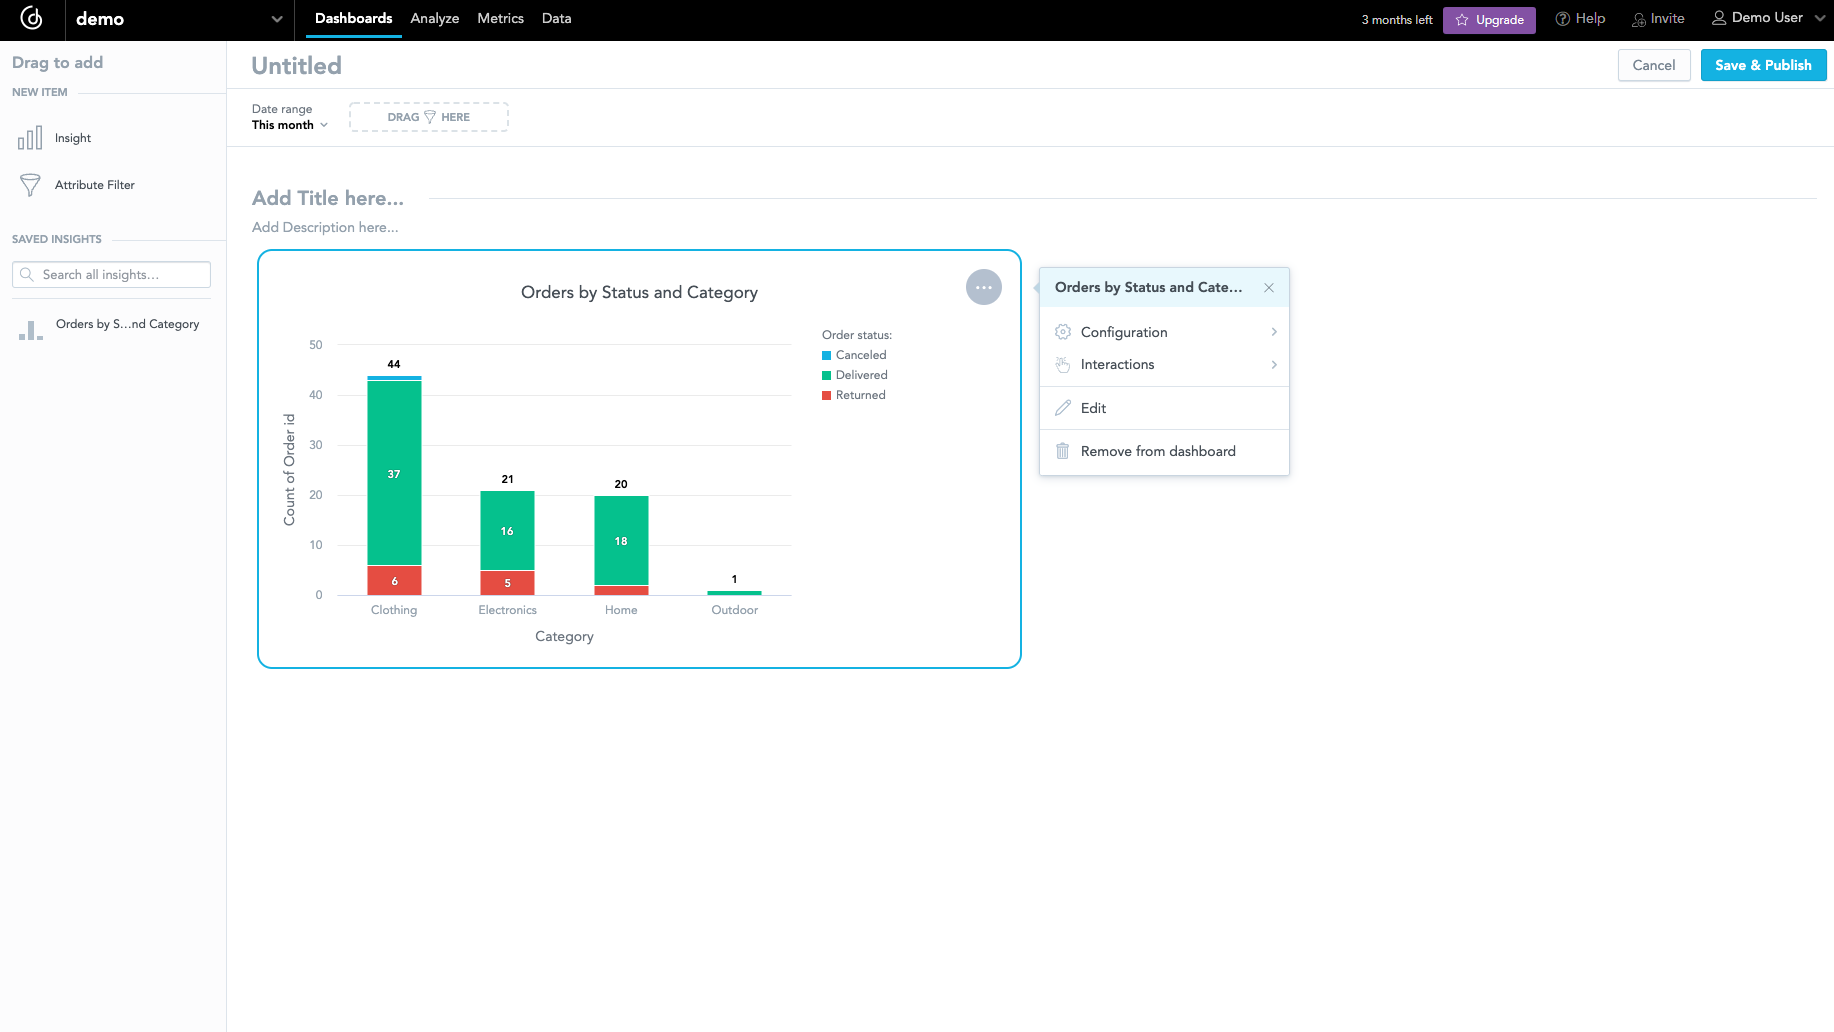 demo
Dashboards
Analyze
Metrics
Data
3 months left
Upgrade
Help
Invite
Demo User
Drag to add
NEW ITEM
Insight
Attribute Filter
SAVED INSIGHTS
Search all insights...
Orders by S...nd Category
Untitled
Cancel
Save & Publish
Date range
This month
DRAG HERE
Add Title here...
Add Description here...
Orders by Status and Category
Order status:
Canceled
Delivered
Returned
Count of Order id
50
40
30
20
10
0
44
37
6
21
16
5
20
18
1
Clothing
Electronics
Home
Outdoor
Category
Orders by Status and Cate...
Configuration
Interactions
Edit
Remove from dashboard